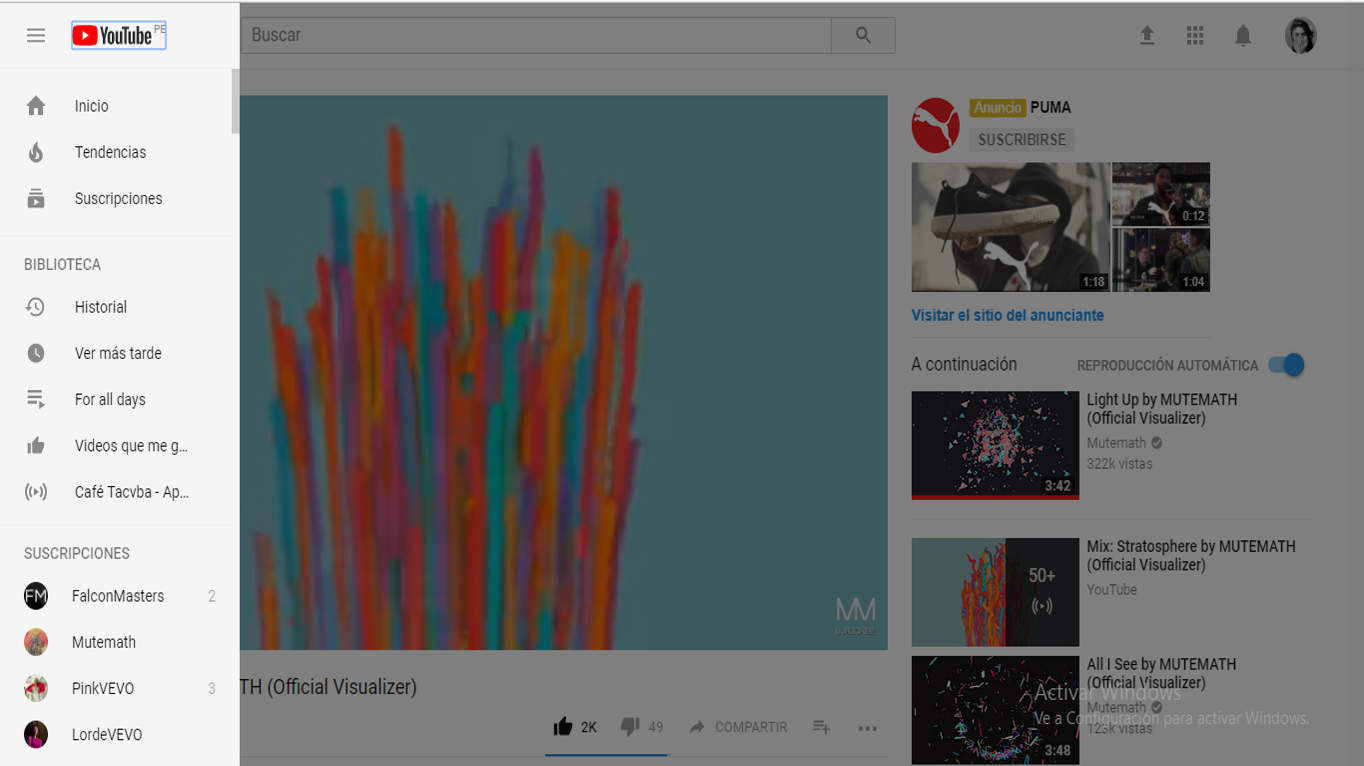 YouTube PE
Buscar
Inicio
Tendencias
Suscripciones
BIBLIOTECA
Historial
Ver más tarde
For all days
Videos que me g...
Café Tacvba - Ap...
SUSCRIPCIONES
FM
FalconMasters 2
Mutemath
PinkVEVO 3
LordeVEVO
MM
TH (Official Visualizer)
2K
49
COMPARTIR
Anuncio PUMA
SUSCRIBIRSE
0:12
1:18
1:04
Visitar el sitio del anunciante
A continuación
REPRODUCCIÓN AUTOMÁTICA
Light Up by MUTEMATH
(Official Visualizer)
Mutemath
322k vistas
3:42
Mix: Stratosphere by MUTEMATH
(Official Visualizer)
YouTube
50+
All I See by MUTEMATH
(Official Visualizer)
Mutemath
123k vistas
3:48
Activar Windows
Ve a Configuración para activar Windows.